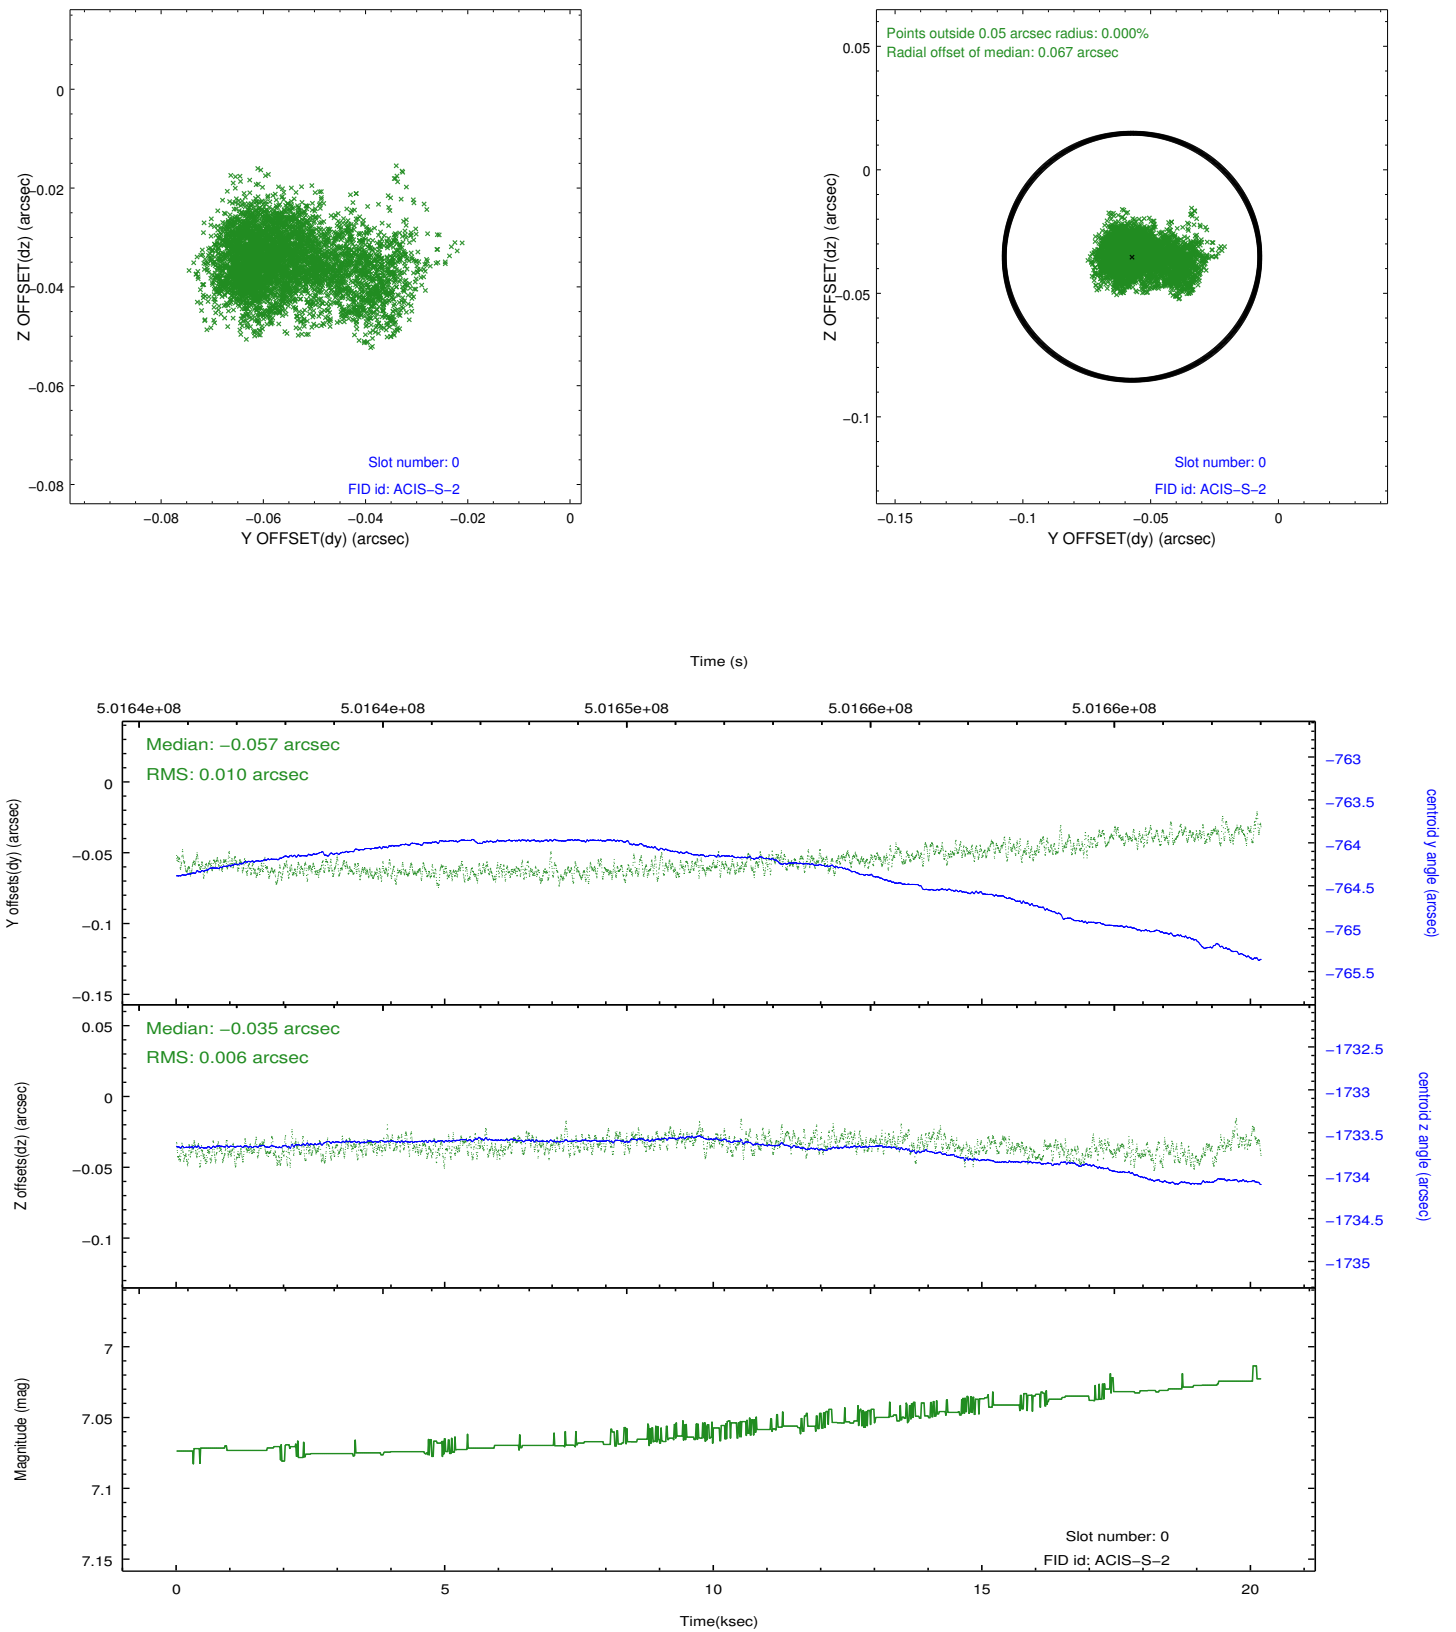 0
−0.02
−0.04
−0.06
−0.08
Z OFFSET(dz) (arcsec)
Slot number: 0
FID id: ACIS−S−2
−0.08
−0.06
−0.04
−0.02
0
Y OFFSET(dy) (arcsec)
Points outside 0.05 arcsec radius: 0.000%
Radial offset of median: 0.067 arcsec
0.05
0
−0.05
−0.1
Z OFFSET(dz) (arcsec)
Slot number: 0
FID id: ACIS−S−2
−0.15
−0.1
−0.05
0
Y OFFSET(dy) (arcsec)
Time (s)
5.0164e+08
5.0164e+08
5.0165e+08
5.0166e+08
5.0166e+08
Median: −0.057 arcsec
RMS: 0.010 arcsec
0
−0.05
−0.1
−0.15
Y offsets(dy) (arcsec)
−763
−763.5
−764
−764.5
−765
−765.5
centroid y angle (arcsec)
Median: −0.035 arcsec
RMS: 0.006 arcsec
0.05
0
−0.05
−0.1
Z offsets(dz) (arcsec)
−1732.5
−1733
−1733.5
−1734
−1734.5
−1735
centroid z angle (arcsec)
7
7.05
7.1
7.15
Magnitude (mag)
Slot number: 0
FID id: ACIS−S−2
0
5
10
15
20
Time(ksec)